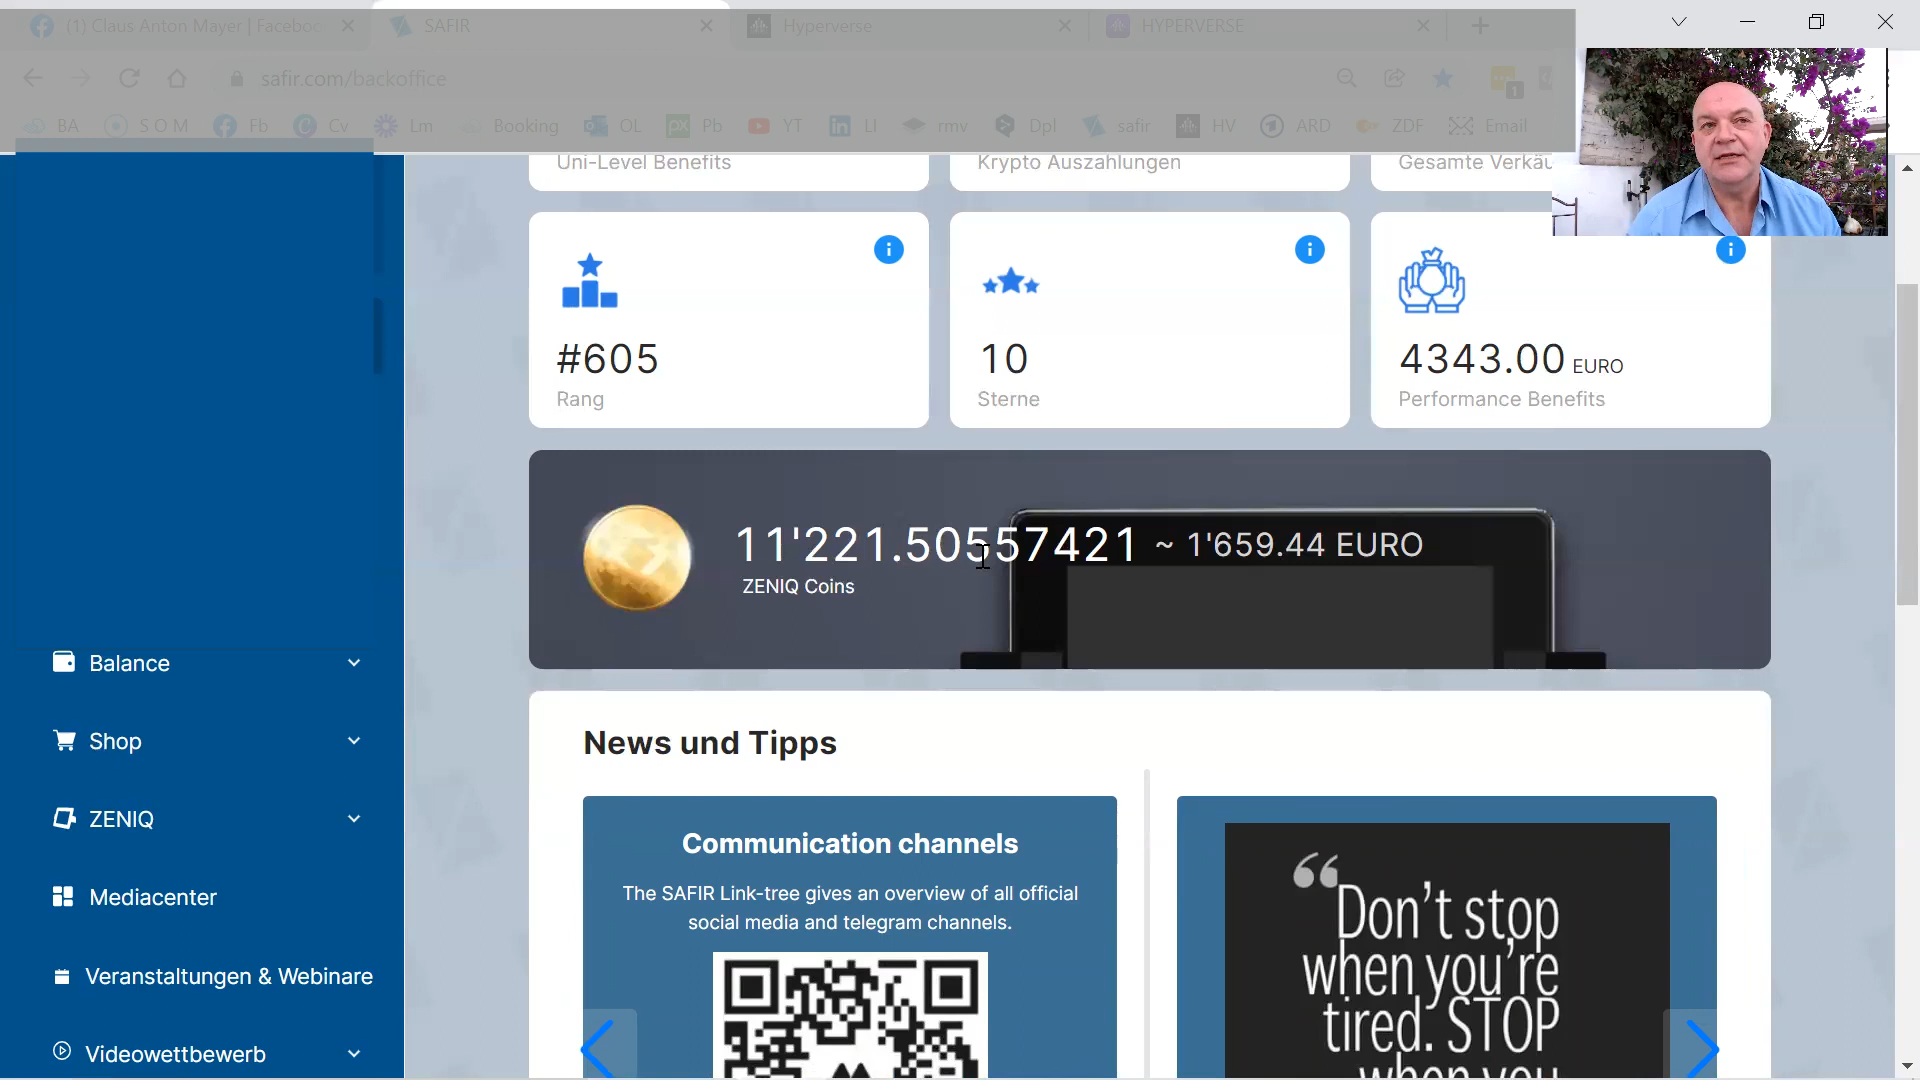 (1) Claus Anton Mayer | Faceboo
SAFIR
Hyperverse
HYPERVERSE
safir.com/backoffice
BA
S O M
Fb
Cv
Lm
Booking
OL
Pb
YT
LI
rmv
Dpl
safir
HV
ARD
ZDF
Email
Uni-Level Benefits
Krypto Auszahlungen
Gesamte Verkäu
#605
Rang
10
Sterne
4343.00 EURO
Performance Benefits
11'221.50557421 ~ 1'659.44 EURO
ZENIQ Coins
Balance
Shop
ZENIQ
Mediacenter
Veranstaltungen & Webinare
Videowettbewerb
News und Tipps
Communication channels
The SAFIR Link-tree gives an overview of all official
social media and telegram channels.
“Don’t stop
when you’re
tired. STOP
when you